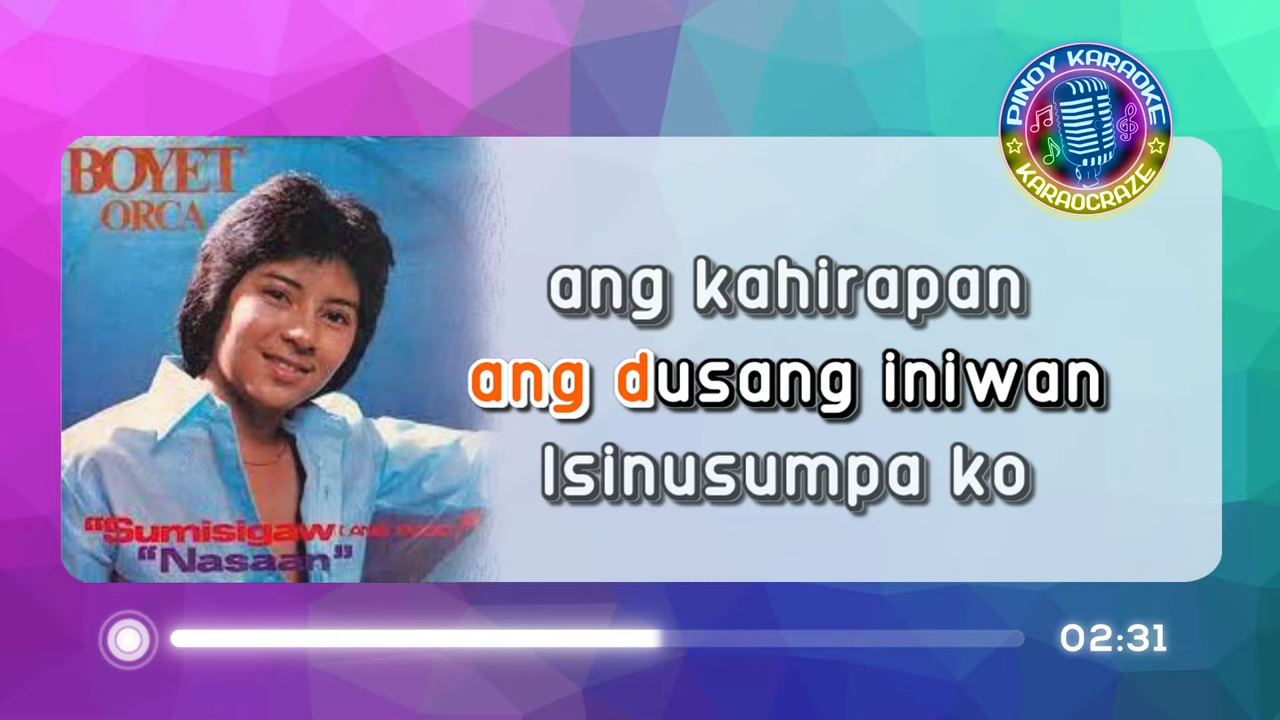 PINOY KARAOKE
KARAOCRAZE
BOYET
ORCA
"Sumisigaw
"Nasaan"
ang kahirapan
ang dusang iniwan
Isinusumpa ko
02:31